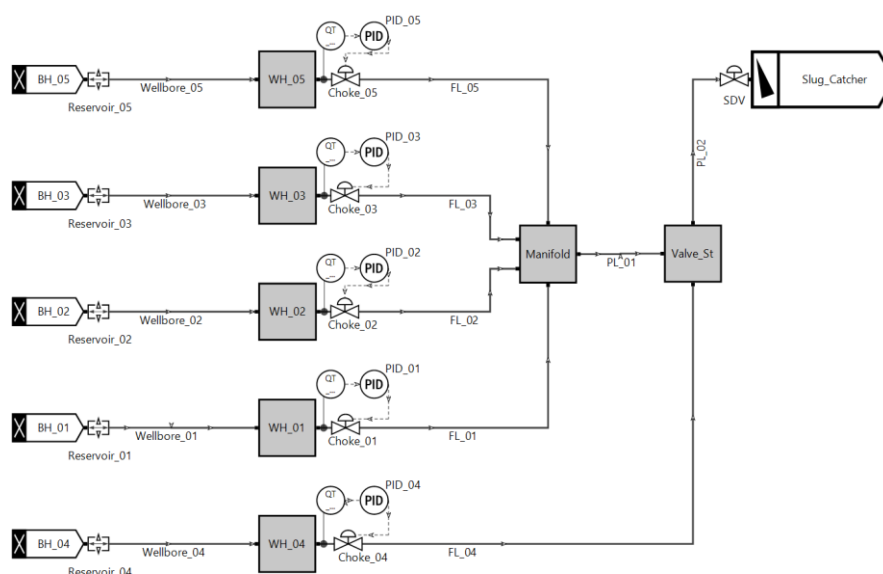 PID_05
QT
_...
PID
BH_05
Wellbore_05
WH_05
Reservoir_05
Choke_05
FL_05
SDV
Slug_Catcher
PID_03
QT
_...
PID
BH_03
Wellbore_03
WH_03
Reservoir_03
Choke_03
FL_03
PL_02
PID_02
QT
_...
PID
Manifold
PL_01
Valve_St
BH_02
Wellbore_02
WH_02
Reservoir_02
Choke_02
FL_02
PID_01
QT
_...
PID
BH_01
Wellbore_01
WH_01
Reservoir_01
Choke_01
FL_01
PID_04
QT
_...
PID
BH_04
Wellbore_04
WH_04
Reservoir_04
Choke_04
FL_04